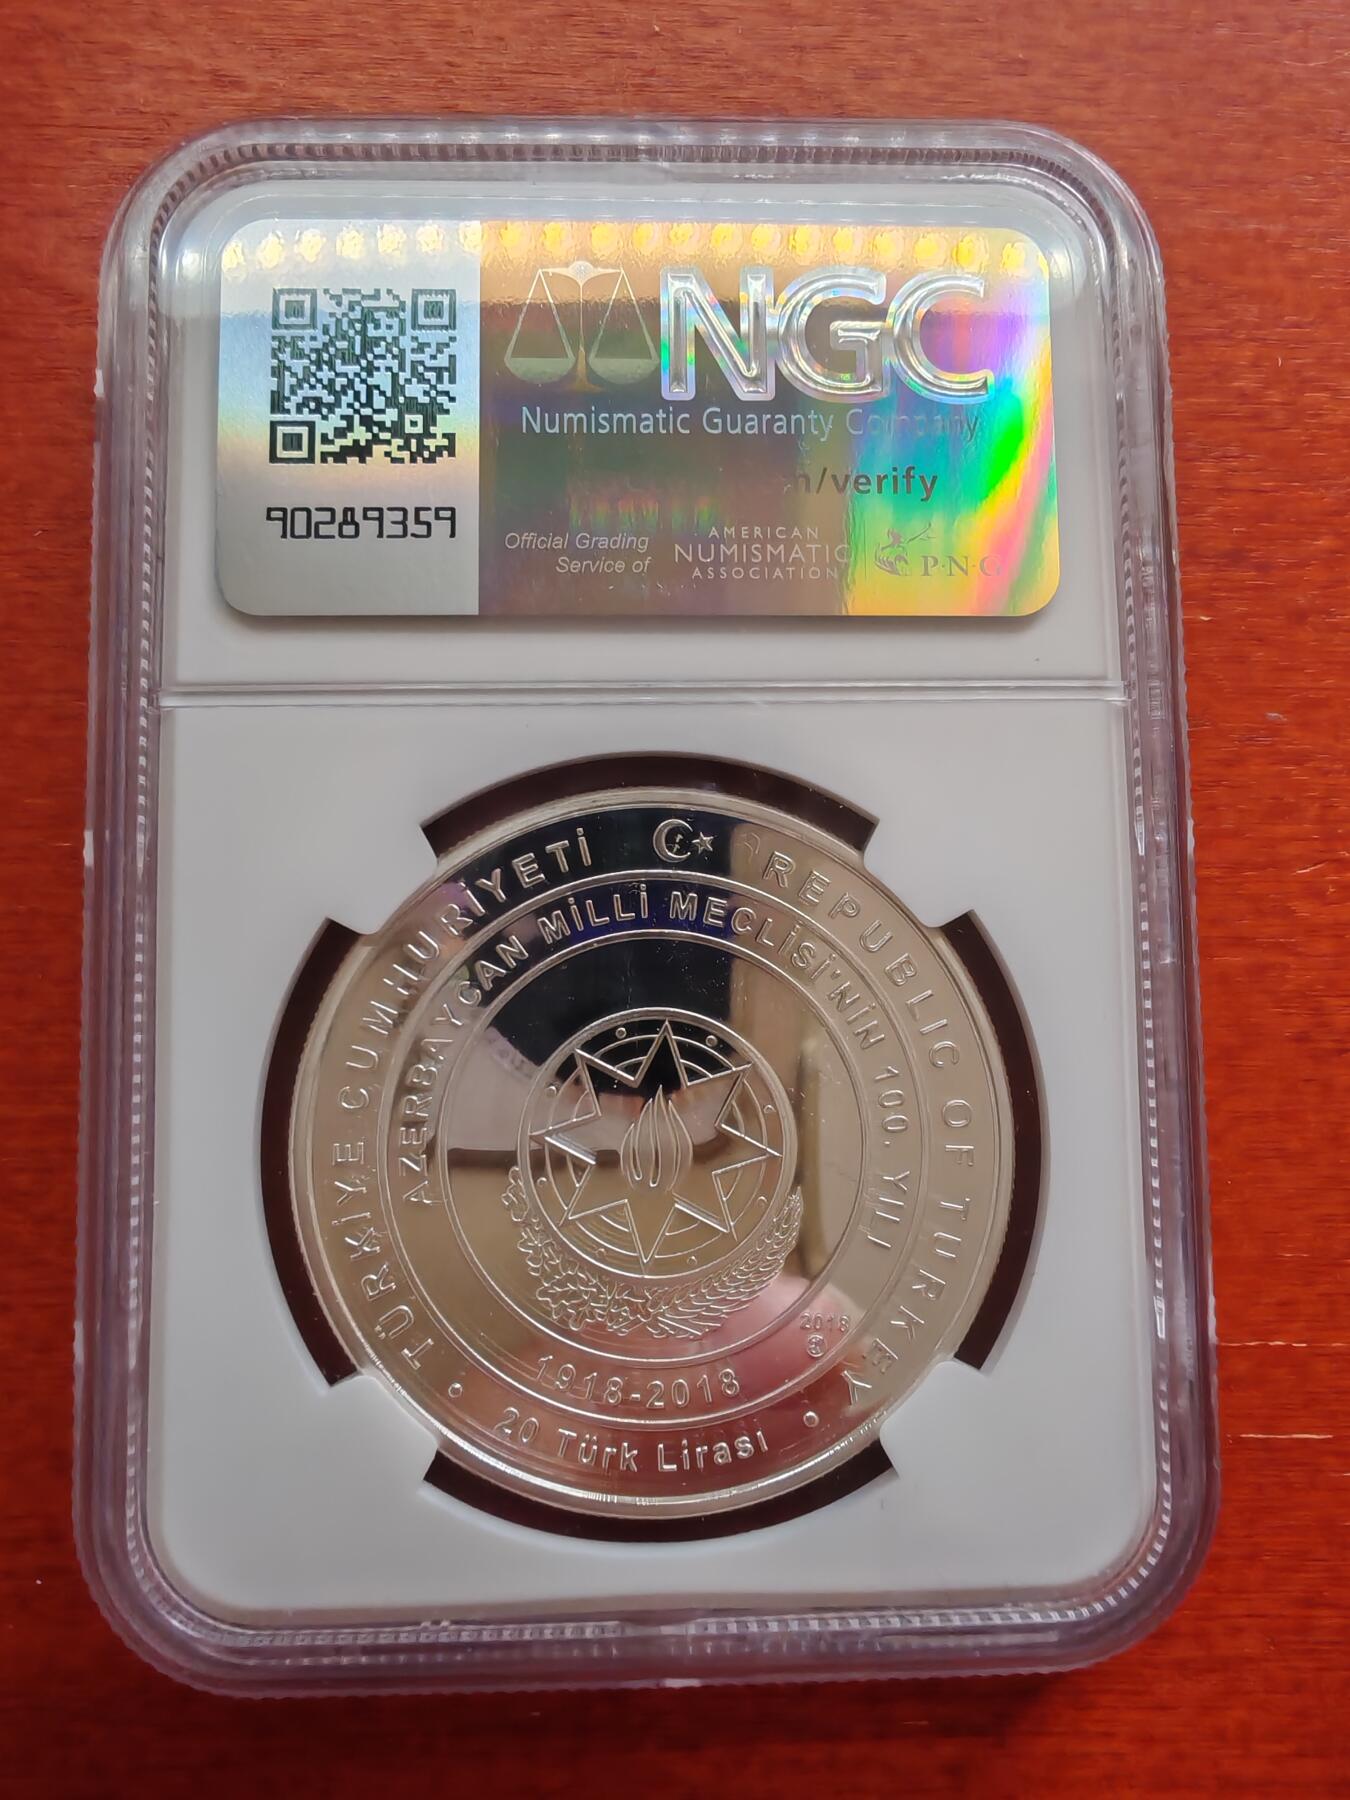 NGC
Numismatic Guaranty Company
/verify
90289359
Official Grading
Service of
AMERICAN
NUMISMATIC
ASSOCIATION
P·N·G
TÜRKİYE CUMHURİYETİ
REPUBLIC OF TURKEY
AZERBAYCAN MİLLİ MECLİSİ'NİN 100. YILI
2018
1918-2018
• 20 Türk Lirası •